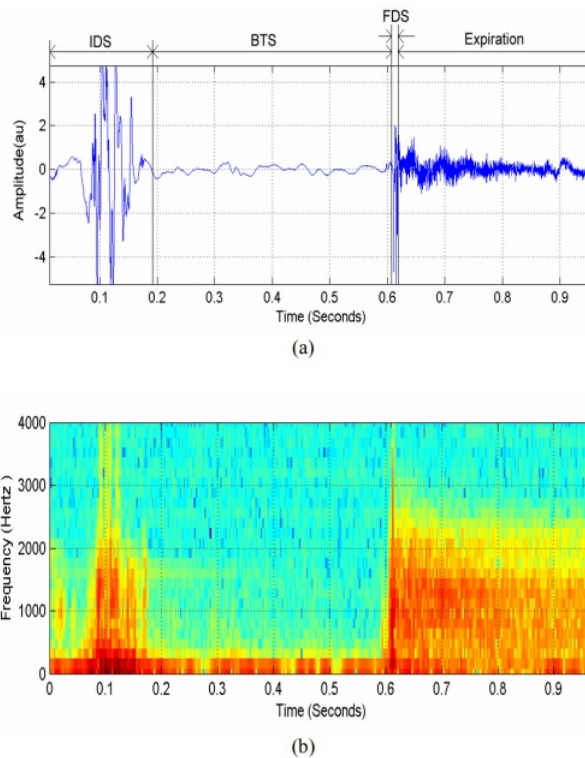 FDS
IDS BTS Expiration
4
2
0
-2
-4
Amplitude(au)
0.1 0.2 0.3 0.4 0.5 0.6 0.7 0.8 0.9
Time (Seconds)
(a)
4000
3000
2000
1000
0
Frequency (Hertz )
0 0.1 0.2 0.3 0.4 0.5 0.6 0.7 0.8 0.9
Time (Seconds)
(b)